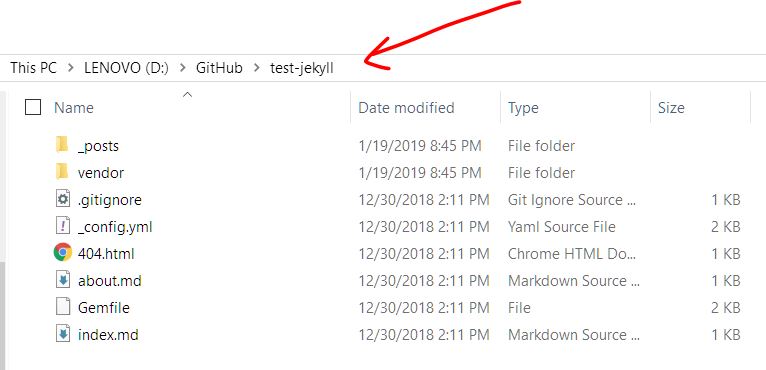 This PC > LENOVO (D:) > GitHub > test-jekyll
Name Date modified Type Size
_posts 1/19/2019 8:45 PM File folder
vendor 1/19/2019 8:45 PM File folder
.gitignore 12/30/2018 2:11 PM Git Ignore Source ... 1 KB
_config.yml 12/30/2018 2:11 PM Yaml Source File 2 KB
404.html 12/30/2018 2:11 PM Chrome HTML Do... 1 KB
about.md 12/30/2018 2:11 PM Markdown Source ... 1 KB
Gemfile 12/30/2018 2:11 PM File 2 KB
index.md 12/30/2018 2:11 PM Markdown Source ... 1 KB